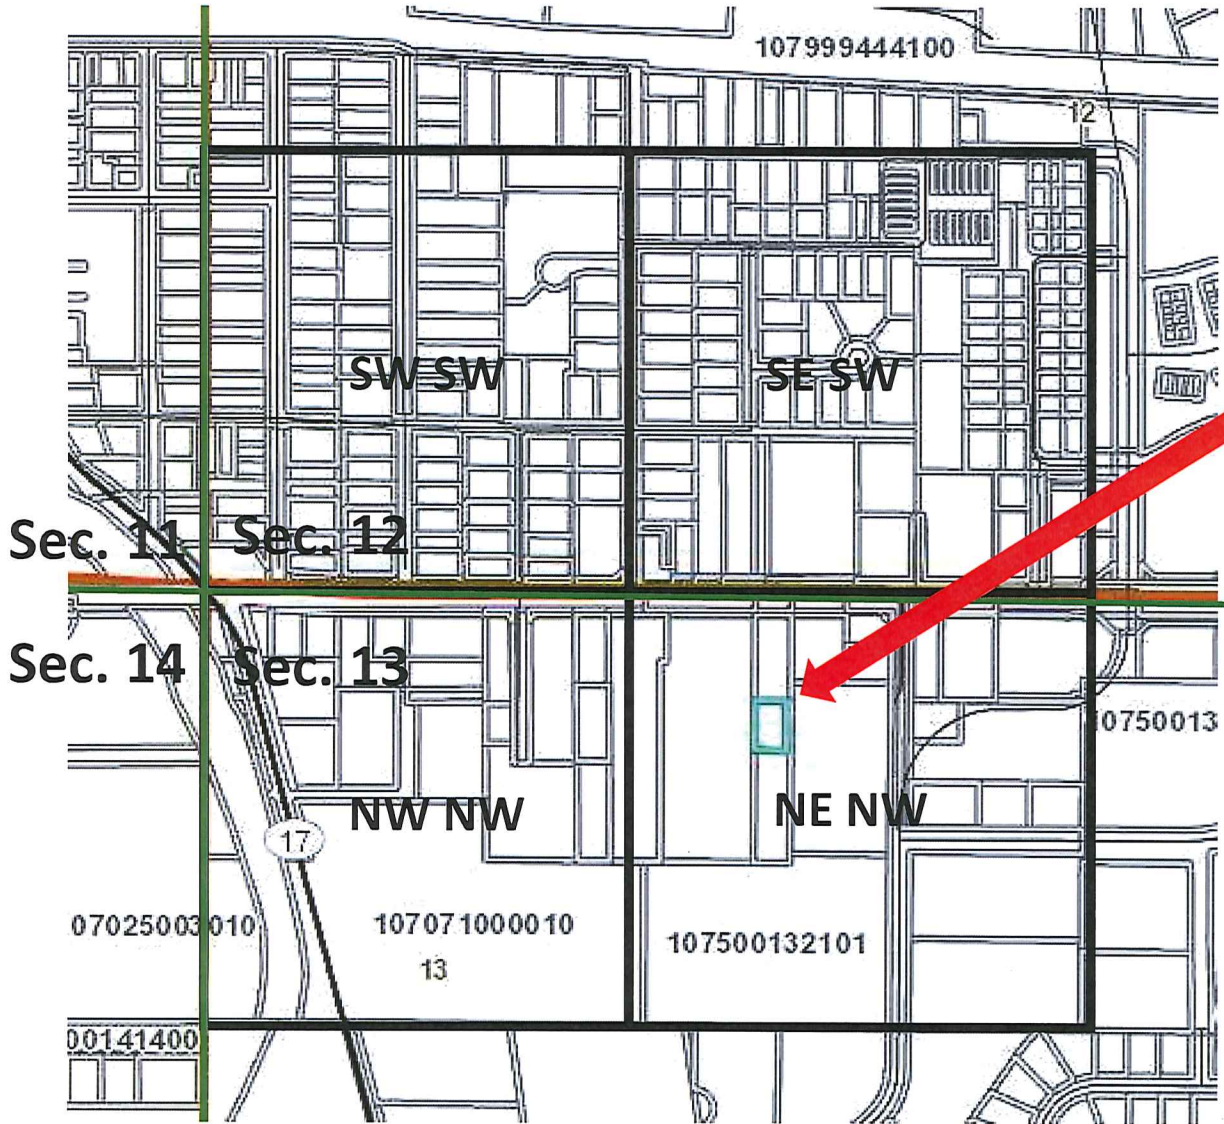 107999444100
12
SW SW
SE SW
Sec. 11
Sec. 12
Sec. 14
Sec. 13
10750013
NW NW
NE NW
17
07025003010
107071000010
107500132101
13
00141400